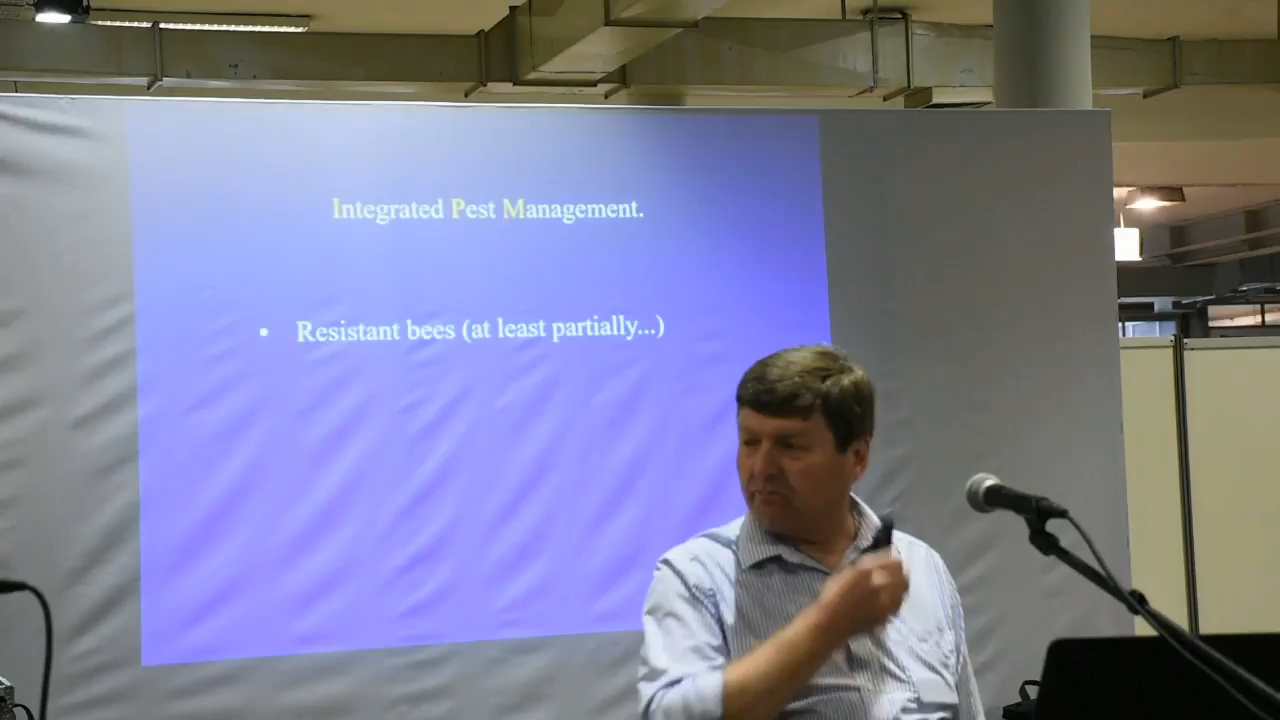 Integrated Pest Management.
• Resistant bees (at least partially...)